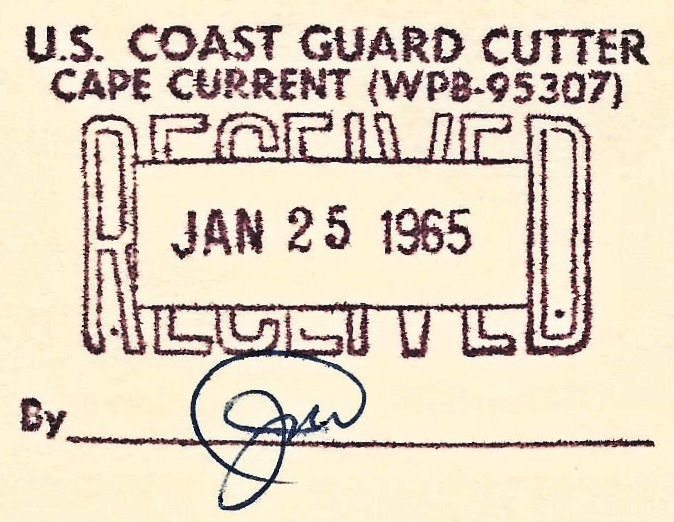 U.S. COAST GUARD CUTTER
CAPE CURRENT (WPB-95307)
RECEIVED
JAN 25 1965
By